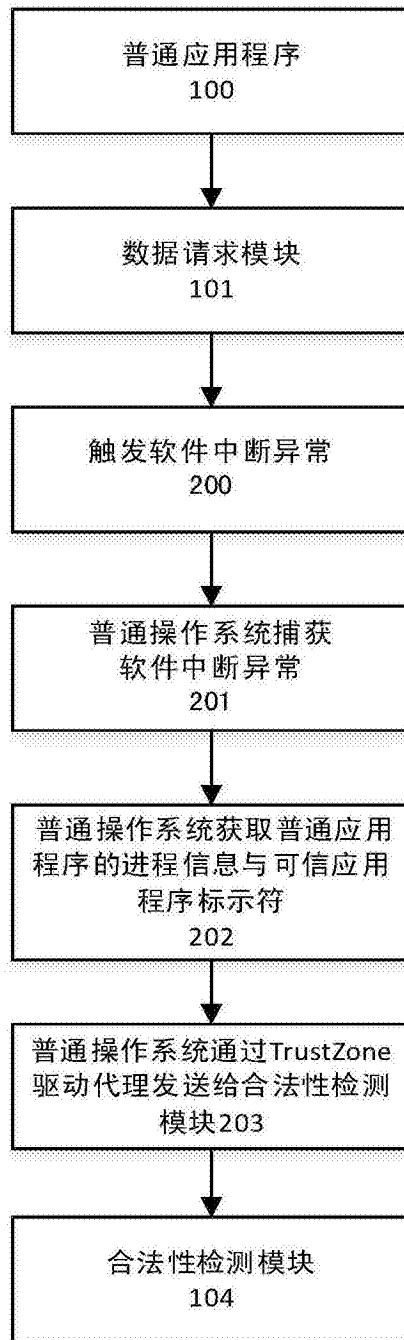 普通应用程序
100
数据请求模块
101
触发软件中断异常
200
普通操作系统捕获
软件中断异常
201
普通操作系统获取普通应用
程序的进程信息与可信应用
程序标示符
202
普通操作系统通过TrustZone
驱动代理发送给合法性检测
模块203
合法性检测模块
104